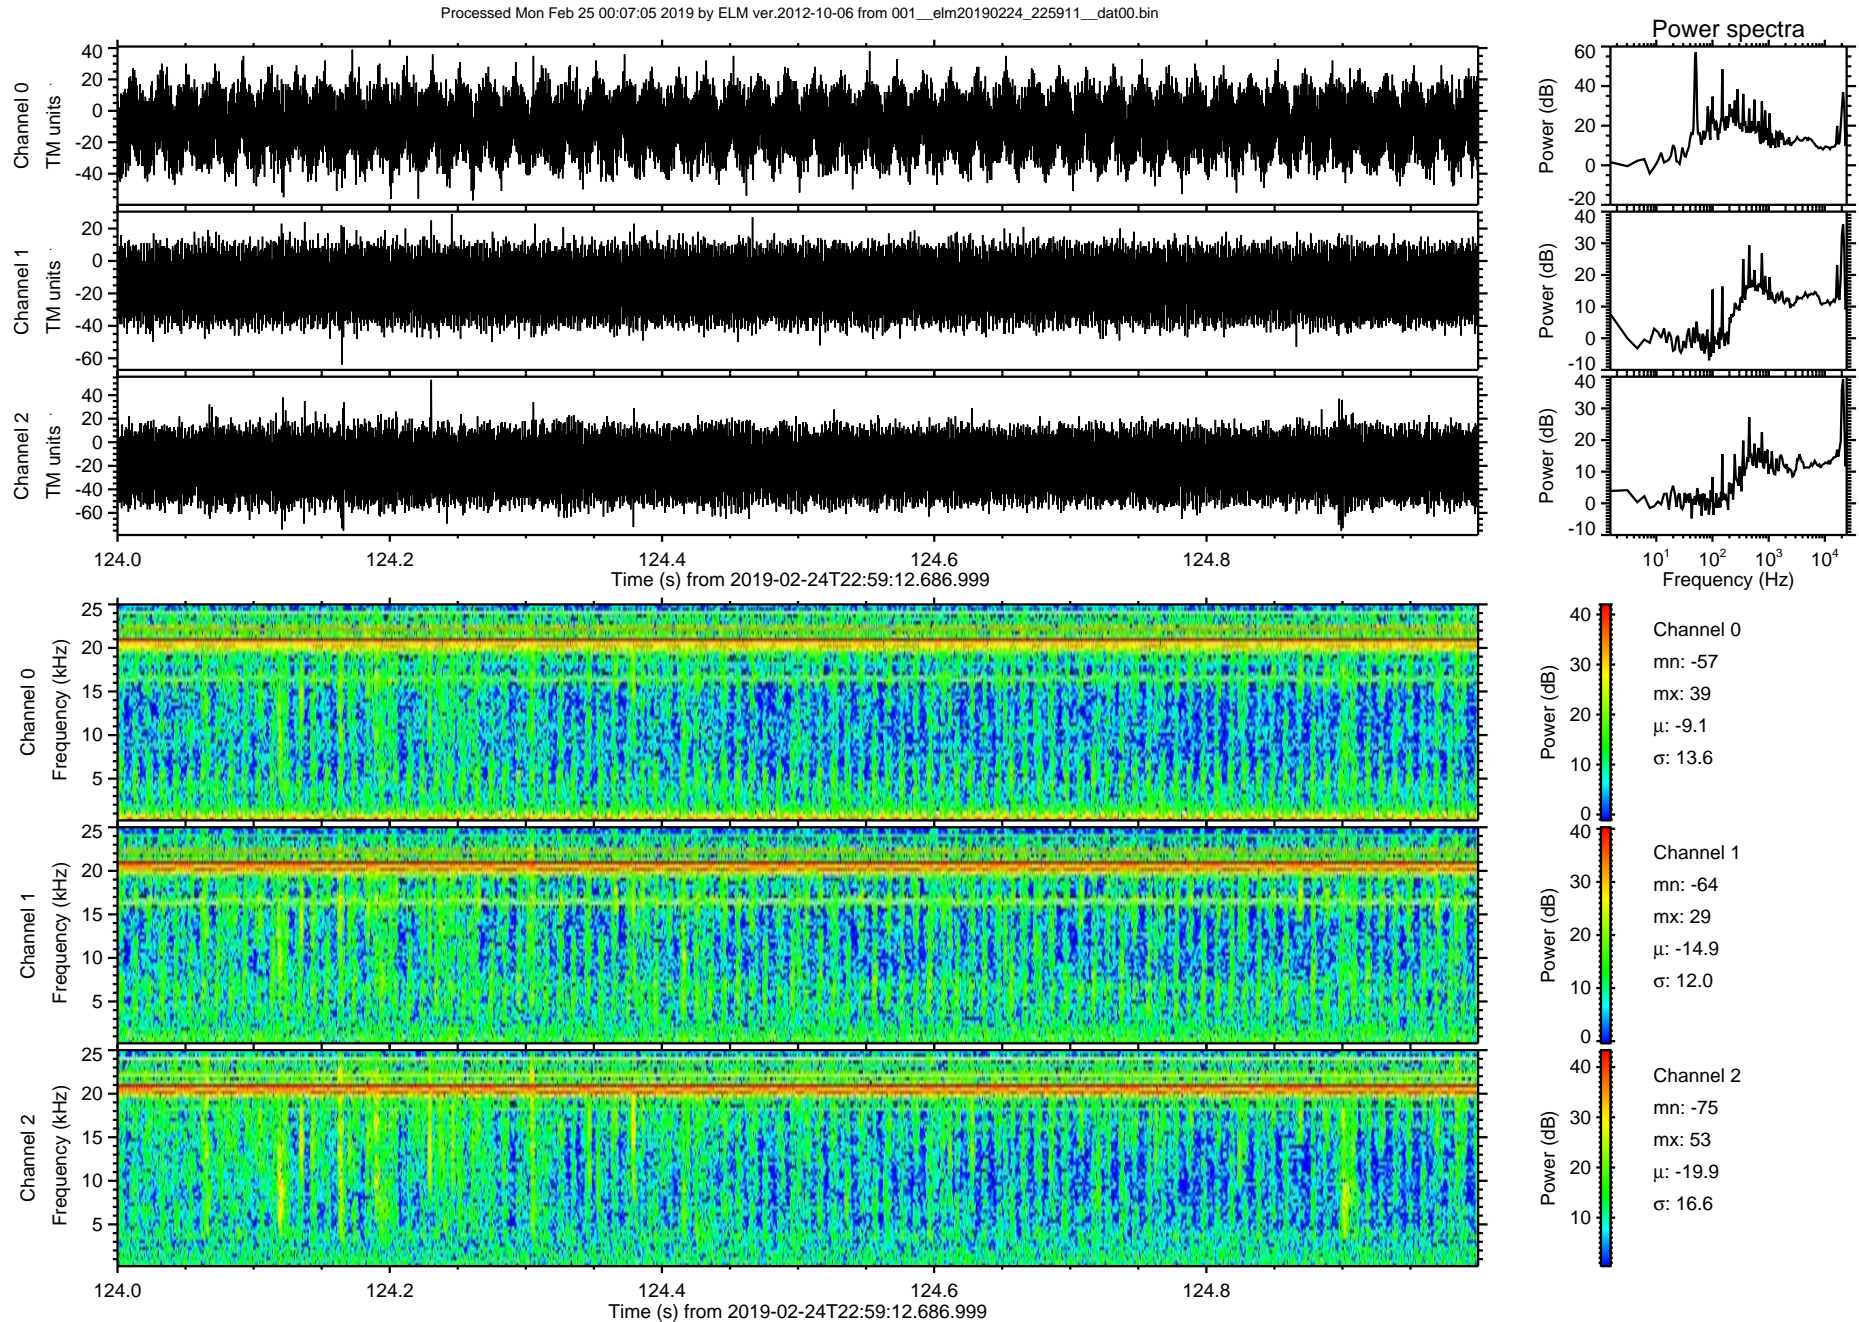 Processed Mon Feb 25 00:07:05 2019 by ELM ver.2012-10-06 from 001__elm20190224_225911__dat00.bin
Power spectra
Channel 0
TM units
40
20
0
-20
-40
Power (dB)
60
40
20
0
-20
Channel 1
TM units
20
0
-20
-40
-60
Power (dB)
40
30
20
10
0
-10
Channel 2
TM units
40
20
0
-20
-40
-60
Power (dB)
40
30
20
10
0
-10
124.0 124.2 124.4 124.6 124.8
Time (s) from 2019-02-24T22:59:12.686.999
10^1 10^2 10^3 10^4
Frequency (Hz)
Channel 0
Frequency (kHz)
25
20
15
10
5
Power (dB)
40
30
20
10
0
Channel 0
mn: -57
mx: 39
μ: -9.1
σ: 13.6
Channel 1
Frequency (kHz)
25
20
15
10
5
Power (dB)
40
30
20
10
0
Channel 1
mn: -64
mx: 29
μ: -14.9
σ: 12.0
Channel 2
Frequency (kHz)
25
20
15
10
5
Power (dB)
40
30
20
10
Channel 2
mn: -75
mx: 53
μ: -19.9
σ: 16.6
124.0 124.2 124.4 124.6 124.8
Time (s) from 2019-02-24T22:59:12.686.999